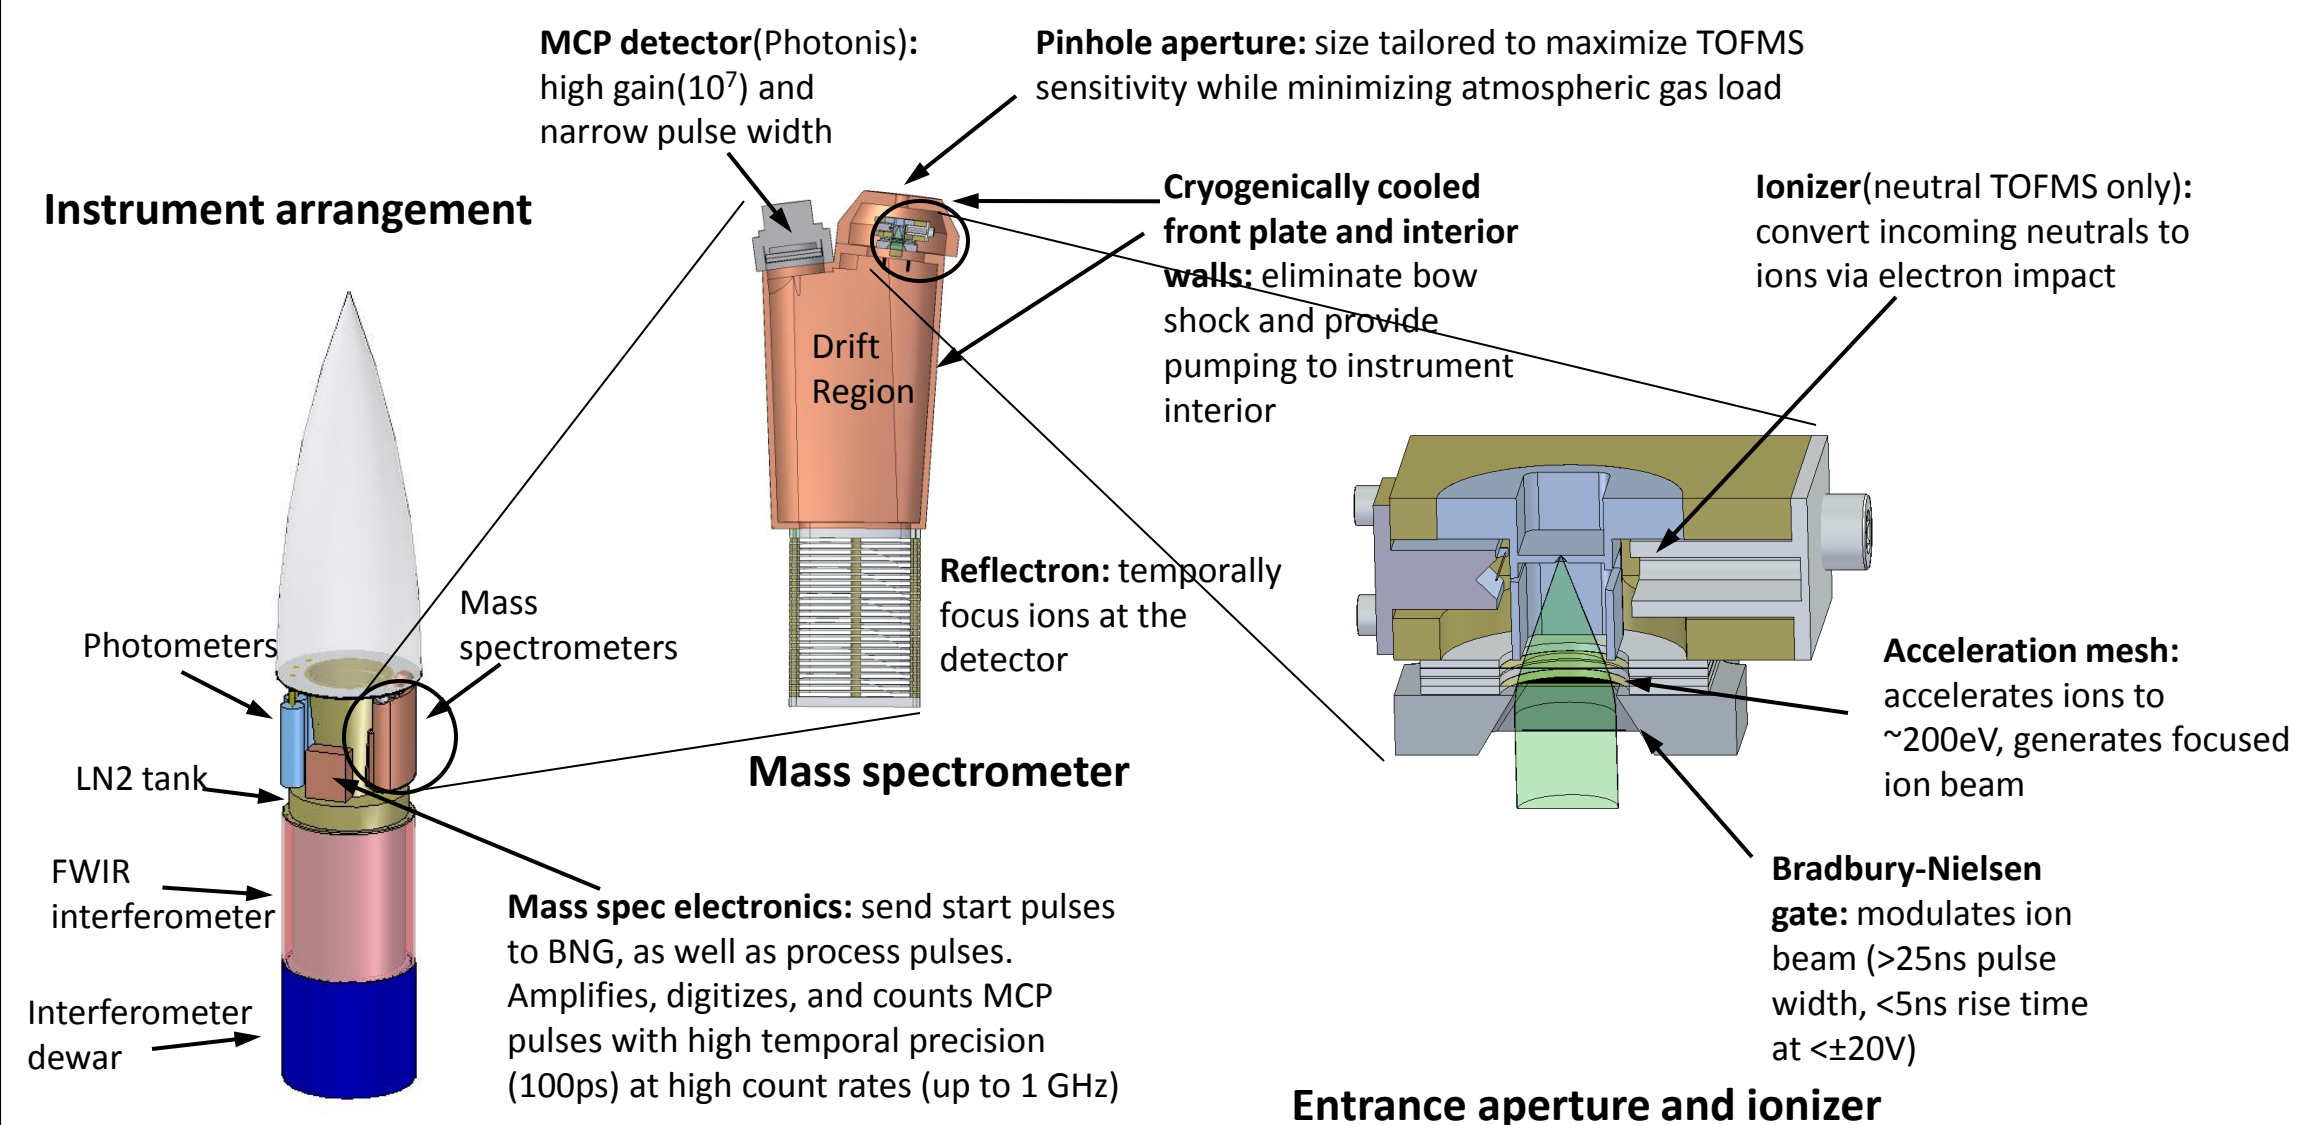 MCP detector(Photonis):
high gain(10⁷) and
narrow pulse width
Pinhole aperture: size tailored to maximize TOFMS
sensitivity while minimizing atmospheric gas load
Instrument arrangement
Cryogenically cooled
front plate and interior
walls: eliminate bow
shock and provide
pumping to instrument
interior
Ionizer(neutral TOFMS only):
convert incoming neutrals to
ions via electron impact
Drift
Region
Reflectron: temporally
focus ions at the
detector
Mass
spectrometers
Photometers
LN2 tank
FWIR
interferometer
Interferometer
dewar
Mass spectrometer
Acceleration mesh:
accelerates ions to
~200eV, generates focused
ion beam
Mass spec electronics: send start pulses
to BNG, as well as process pulses.
Amplifies, digitizes, and counts MCP
pulses with high temporal precision
(100ps) at high count rates (up to 1 GHz)
Bradbury-Nielsen
gate: modulates ion
beam (>25ns pulse
width, <5ns rise time
at <±20V)
Entrance aperture and ionizer